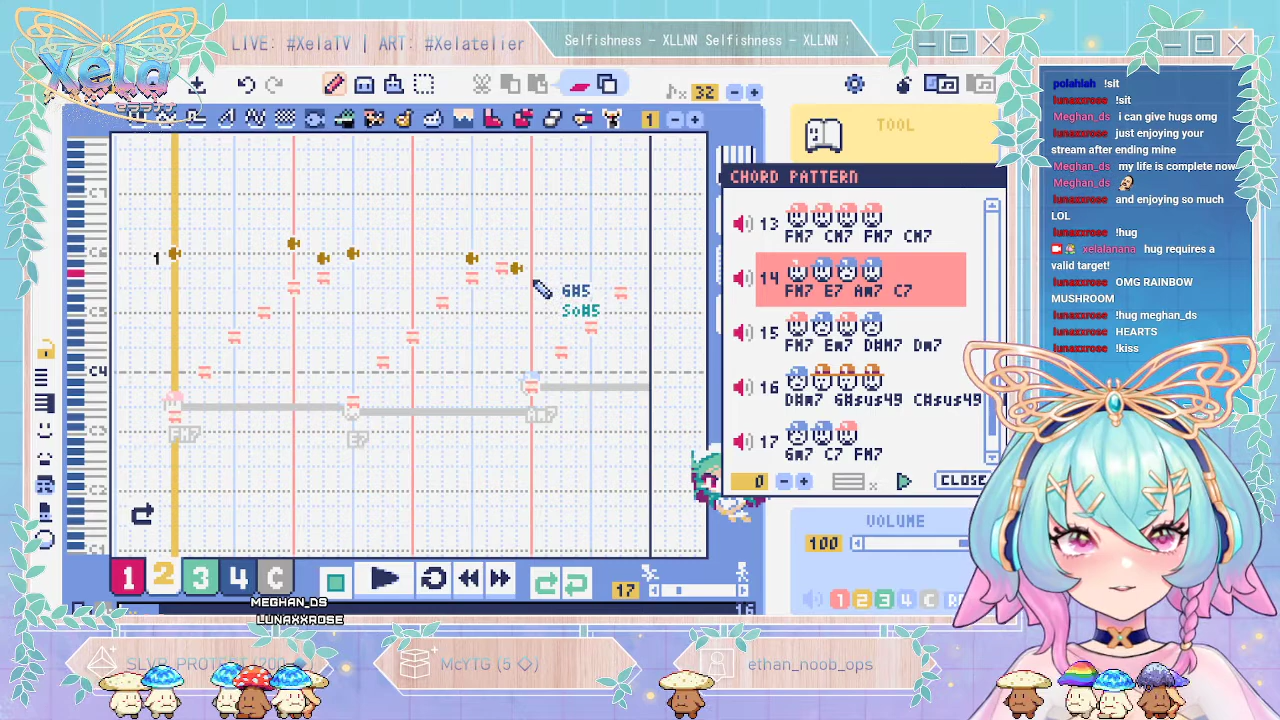 Xela
LIVE: #XelaTV | ART: #Xelatelier
Selfishness - XLLNN Selfishness - XLLNN :
32
1
TOOL
CHORD PATTERN
13
FM7 CM7 FM7 CM7
14
FM7 E7 Am7 C7
15
FM7 Em7 D#M7 Dm7
16
D#m7 G#sus49 C#sus49
17
Gm7 C7 FM7
0
CLOSE
C7
C6
C5
C4
C3
C2
C1
1
G#5
So#5
FM7
E7
Am7
VOLUME
100
1 2 3 4 C
1 2 3 4 C
17
16
MEGHAN_DS
LUNAXXROSE
McYTG (5 ◇)
ethan_noob_ops
polahlah !sit
lunaxxrose !sit
Meghan_ds i can give hugs omg
lunaxxrose just enjoying your
stream after ending mine
Meghan_ds my life is complete now
Meghan_ds
lunaxxrose and enjoying so much
LOL
lunaxxrose !hug
xelafanana hug requires a
valid target!
lunaxxrose OMG RAINBOW
MUSHROOM
lunaxxrose !hug meghan_ds
lunaxxrose HEARTS
lunaxxrose !kiss